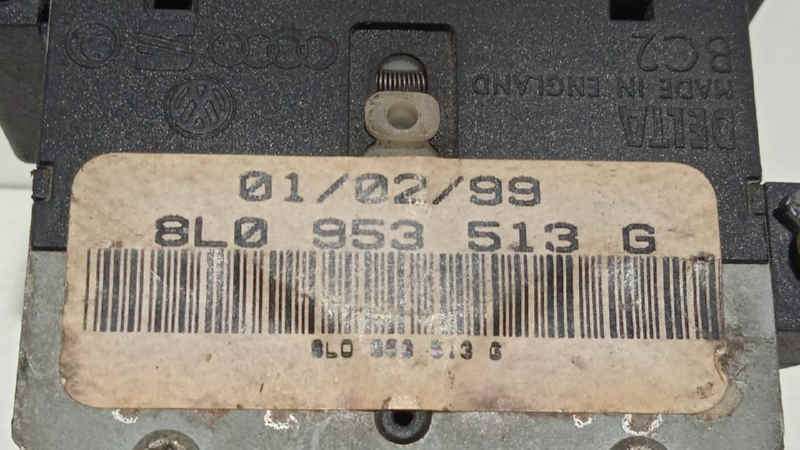 BC2
MADE IN ENGLAND
DELTA
01/02/99
8L0 953 513 G
8L0 953 513 G